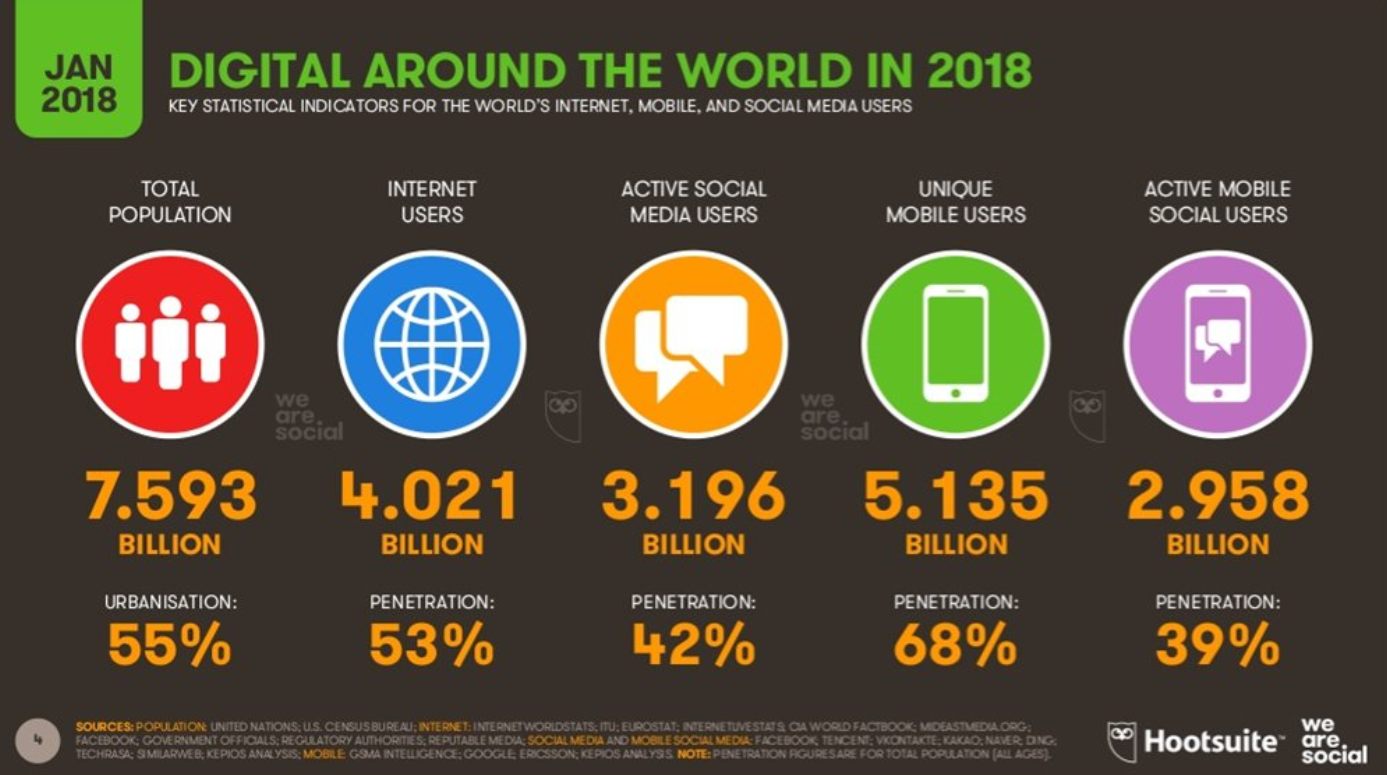 JAN
2018
DIGITAL AROUND THE WORLD IN 2018
KEY STATISTICAL INDICATORS FOR THE WORLD'S INTERNET, MOBILE, AND SOCIAL MEDIA USERS
TOTAL
POPULATION
INTERNET
USERS
ACTIVE SOCIAL
MEDIA USERS
UNIQUE
MOBILE USERS
ACTIVE MOBILE
SOCIAL USERS
we
are
social
we
are
social
7.593
BILLION
4.021
BILLION
3.196
BILLION
5.135
BILLION
2.958
BILLION
URBANISATION:
55%
PENETRATION:
53%
PENETRATION:
42%
PENETRATION:
68%
PENETRATION:
39%
4
SOURCES: POPULATION: UNITED NATIONS; U.S. CENSUS BUREAU; INTERNET: INTERNETWORLDSTATS; ITU; EUROSTAT; INTERNETLIVESTATS; CIA WORLD FACTBOOK; MIDEASTMEDIA.ORG;
FACEBOOK; GOVERNMENT OFFICIALS; REGULATORY AUTHORITIES; REPUTABLE MEDIA; SOCIAL MEDIA AND MOBILE SOCIAL MEDIA: FACEBOOK; TENCENT; VKONTAKTE; KAKAO; NAVER; DING;
TECHRASA; SIMILARWEB; KEPIOS ANALYSIS; MOBILE: GSMA INTELLIGENCE; GOOGLE; ERICSSON; KEPIOS ANALYSIS. NOTE: PENETRATION FIGURES ARE FOR TOTAL POPULATION (ALL AGES).
Hootsuite™
we
are
social